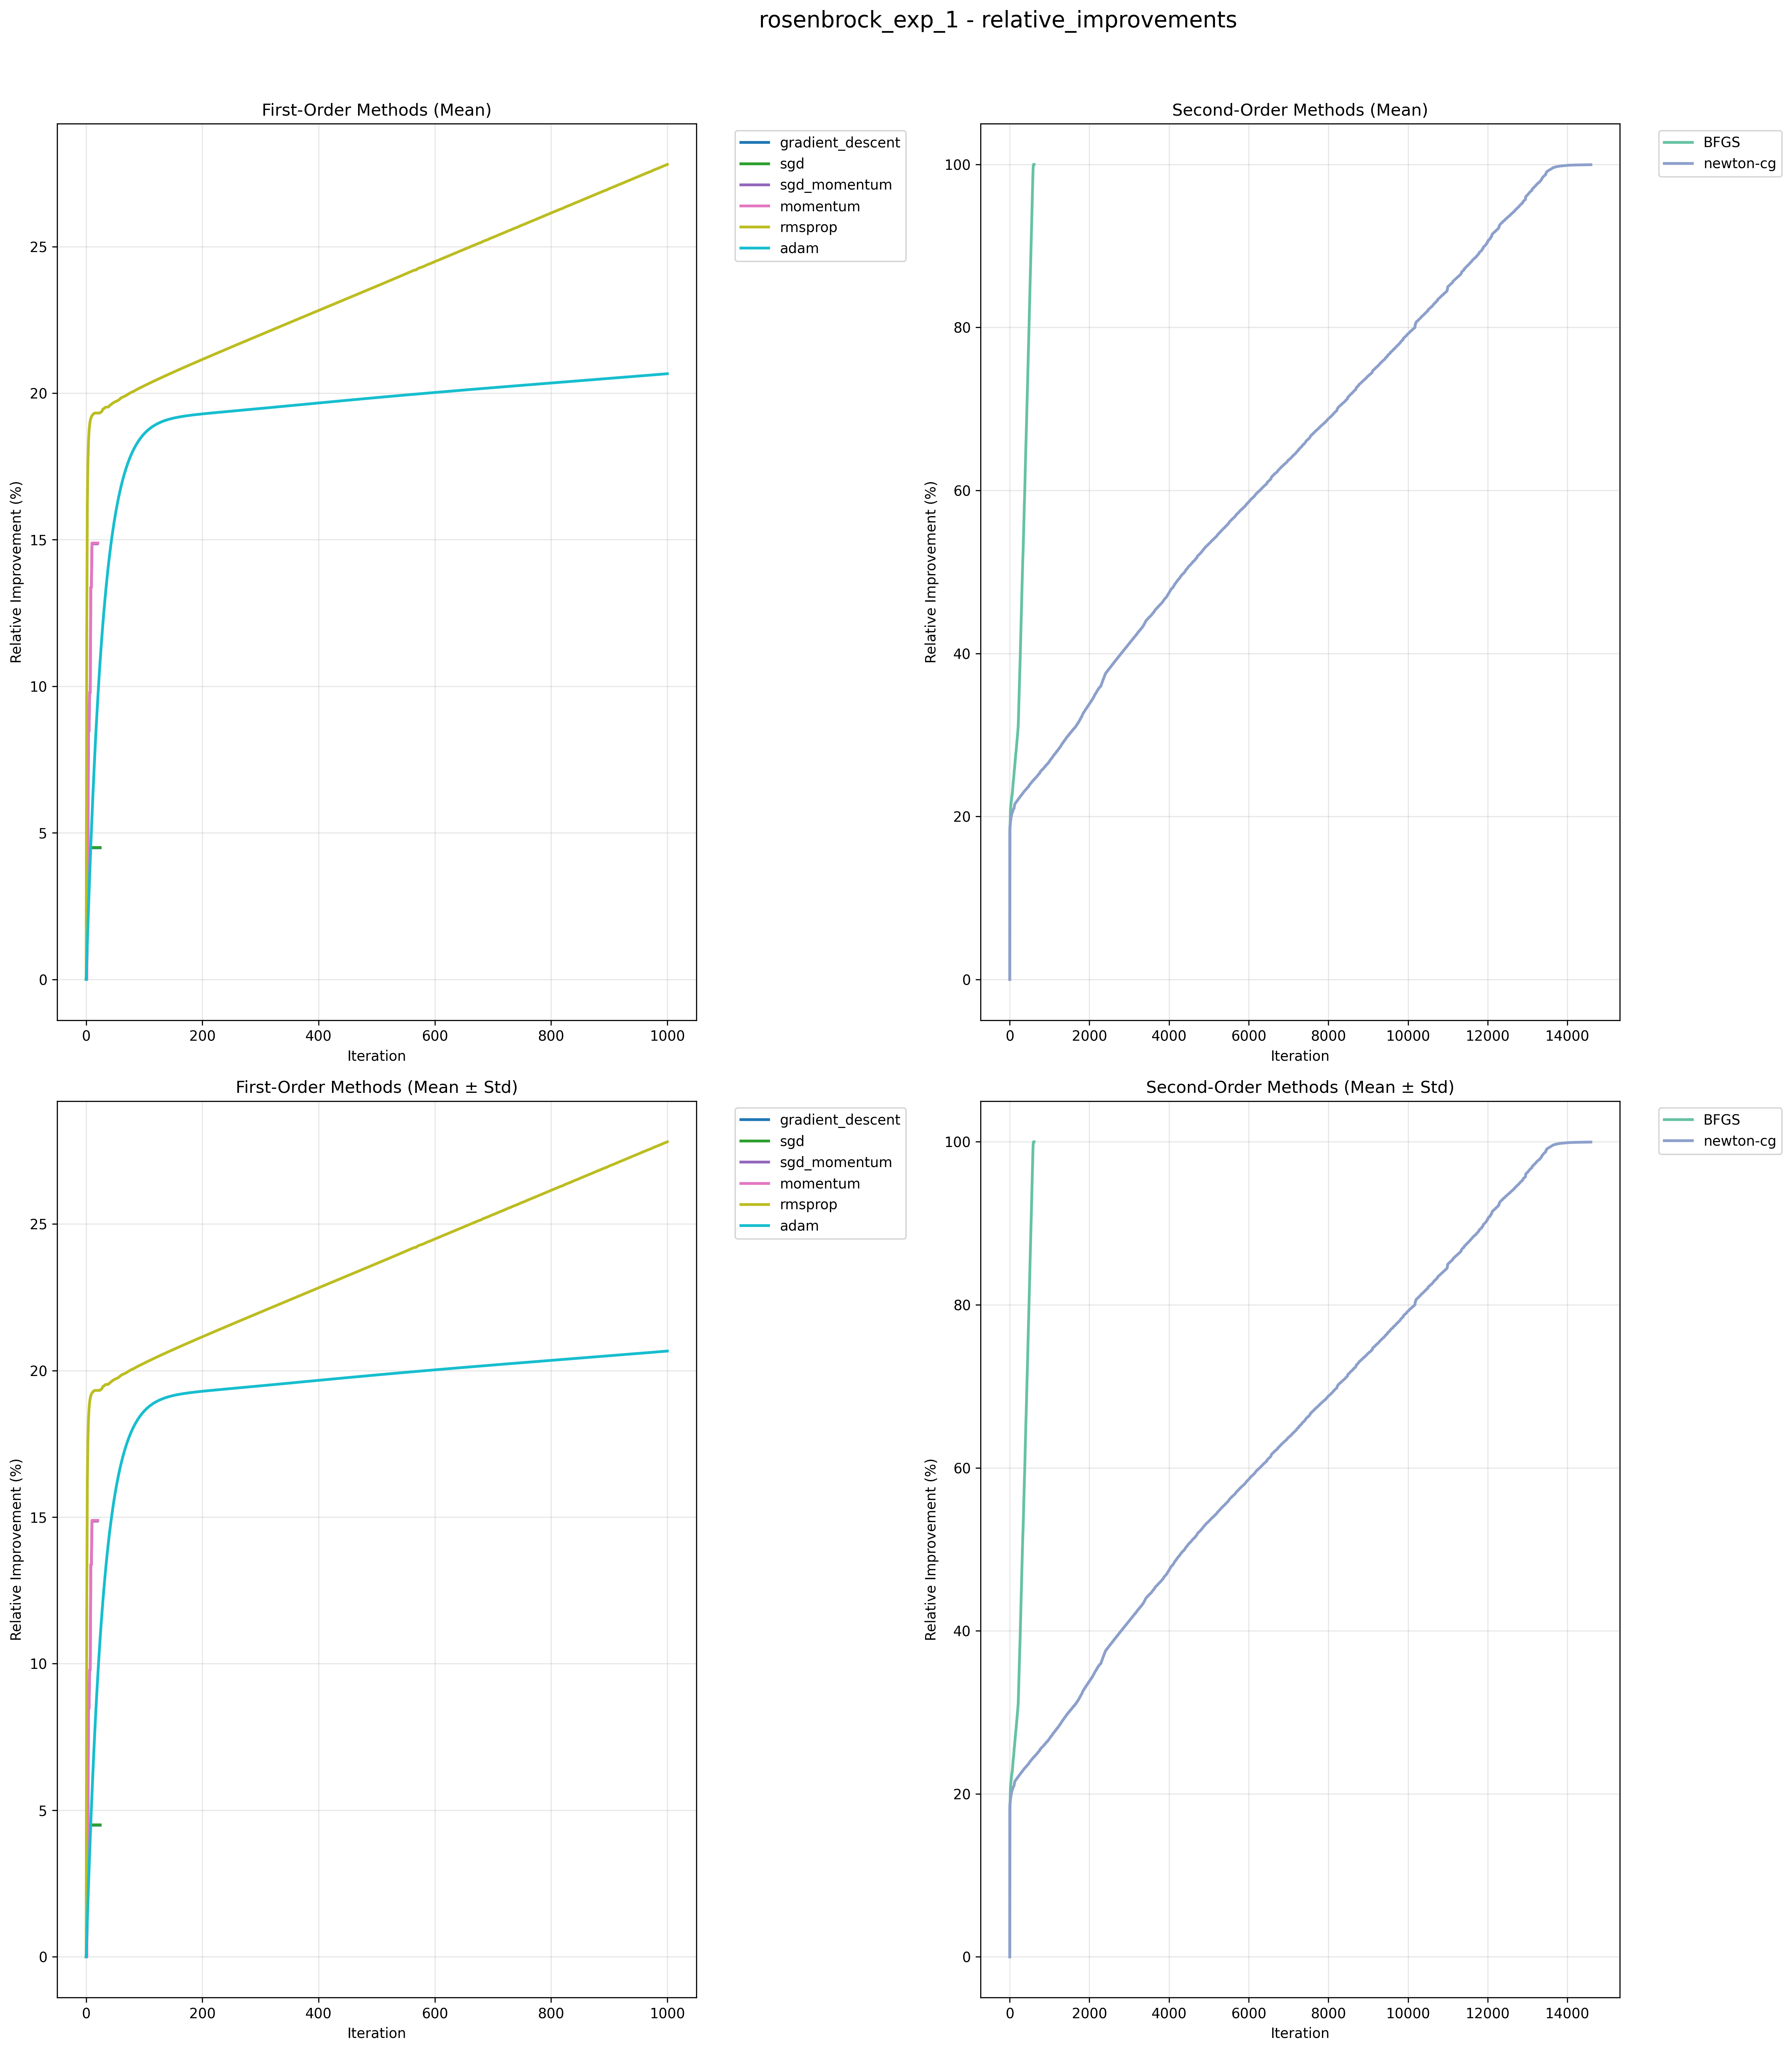 rosenbrock_exp_1 - relative_improvements
First-Order Methods (Mean)
Relative Improvement (%)
25
20
15
10
5
0
0 200 400 600 800 1000
Iteration
gradient_descent
sgd
sgd_momentum
momentum
rmsprop
adam
Second-Order Methods (Mean)
Relative Improvement (%)
100
80
60
40
20
0
0 2000 4000 6000 8000 10000 12000 14000
Iteration
BFGS
newton-cg
First-Order Methods (Mean ± Std)
Relative Improvement (%)
25
20
15
10
5
0
0 200 400 600 800 1000
Iteration
gradient_descent
sgd
sgd_momentum
momentum
rmsprop
adam
Second-Order Methods (Mean ± Std)
Relative Improvement (%)
100
80
60
40
20
0
0 2000 4000 6000 8000 10000 12000 14000
Iteration
BFGS
newton-cg